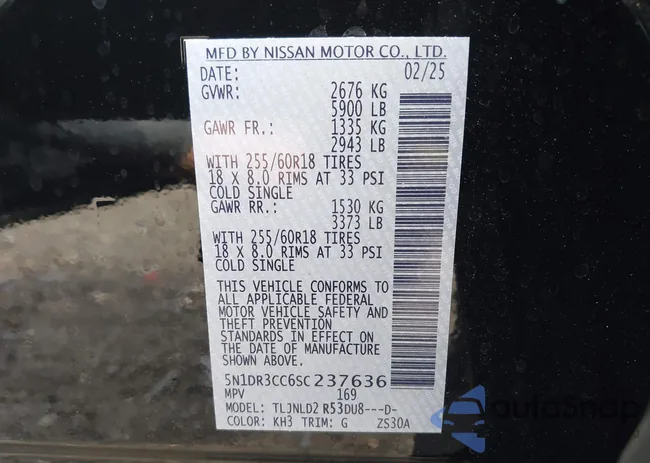 MFD BY NISSAN MOTOR CO., LTD.
DATE: 02/25
GVWR: 2676 KG
5900 LB
GAWR FR.: 1335 KG
2943 LB
WITH 255/60R18 TIRES
18 X 8.0 RIMS AT 33 PSI
COLD SINGLE
GAWR RR.: 1530 KG
3373 LB
WITH 255/60R18 TIRES
18 X 8.0 RIMS AT 33 PSI
COLD SINGLE
THIS VEHICLE CONFORMS TO
ALL APPLICABLE FEDERAL
MOTOR VEHICLE SAFETY AND
THEFT PREVENTION
STANDARDS IN EFFECT ON
THE DATE OF MANUFACTURE
SHOWN ABOVE.
5N1DR3CC6SC237636
MPV 169
MODEL: TLJNLD2 R53DU8---D-
COLOR: KH3 TRIM: G ZS30A
autoSnap